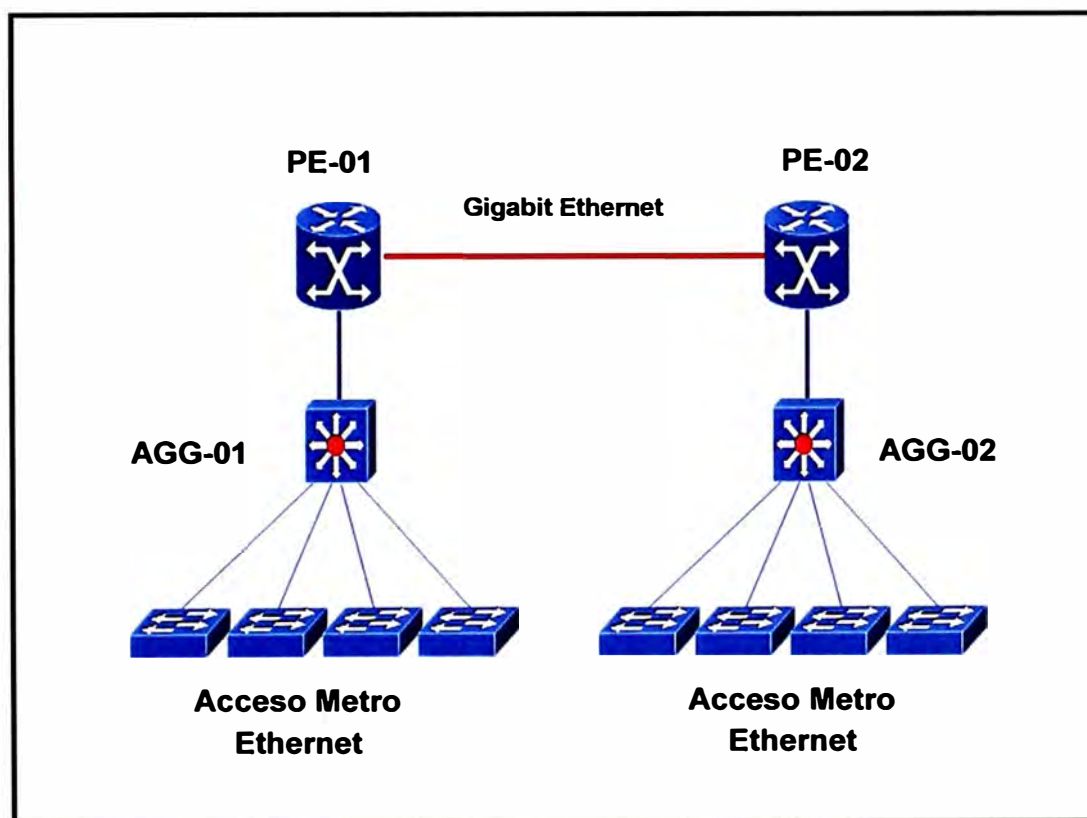 PE-01
PE-02
Gigabit Ethernet
AGG-01
AGG-02
Acceso Metro
Ethernet
Acceso Metro
Ethernet